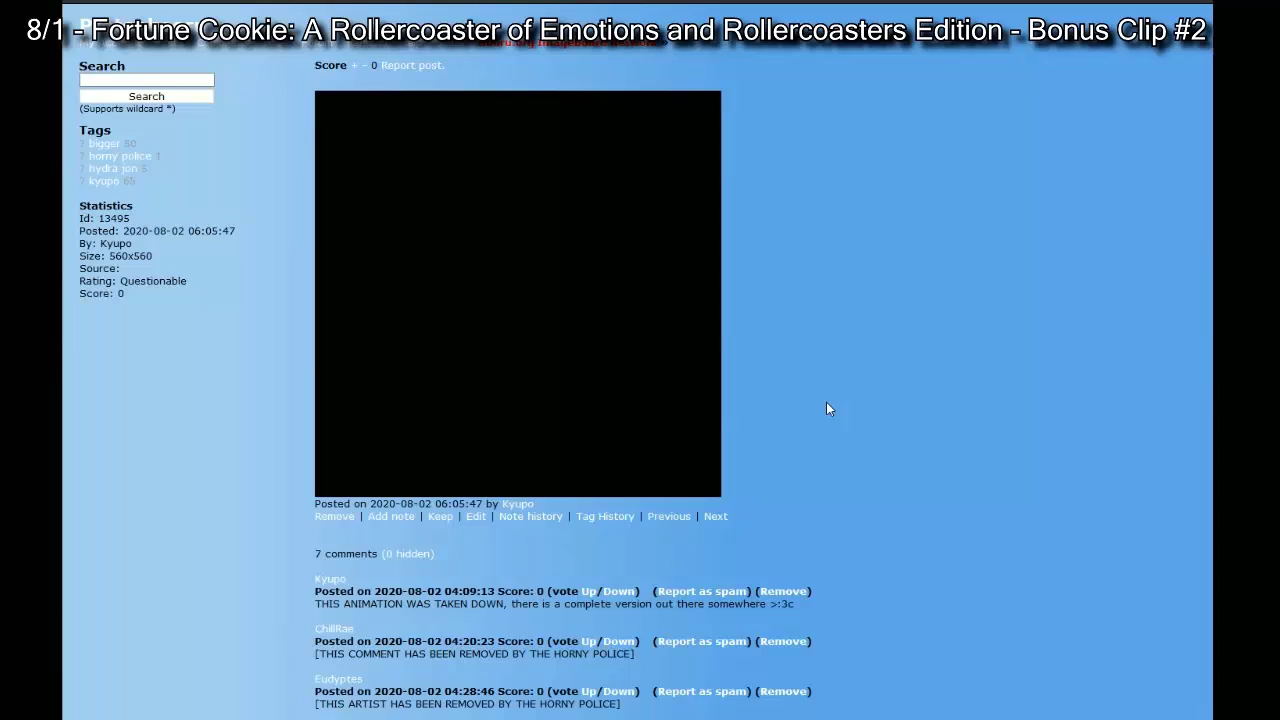 8/1 - Fortune Cookie: A Rollercoaster of Emotions and Rollercoasters Edition - Bonus Clip #2
Search
Search
(Supports wildcard *)
Tags
? bigger 50
? horny police 1
? hydra jon 5
? kyupo 65
Statistics
Id: 13495
Posted: 2020-08-02 06:05:47
By: Kyupo
Size: 560x560
Source:
Rating: Questionable
Score: 0
Score + - 0 Report post.
Posted on 2020-08-02 06:05:47 by Kyupo
Remove | Add note | Keep | Edit | Note history | Tag History | Previous | Next
7 comments (0 hidden)
Kyupo
Posted on 2020-08-02 04:09:13 Score: 0 (vote Up/Down) (Report as spam) (Remove)
THIS ANIMATION WAS TAKEN DOWN, there is a complete version out there somewhere >:3c
ChillRae
Posted on 2020-08-02 04:20:23 Score: 0 (vote Up/Down) (Report as spam) (Remove)
[THIS COMMENT HAS BEEN REMOVED BY THE HORNY POLICE]
Eudyptes
Posted on 2020-08-02 04:28:46 Score: 0 (vote Up/Down) (Report as spam) (Remove)
[THIS ARTIST HAS BEEN REMOVED BY THE HORNY POLICE]